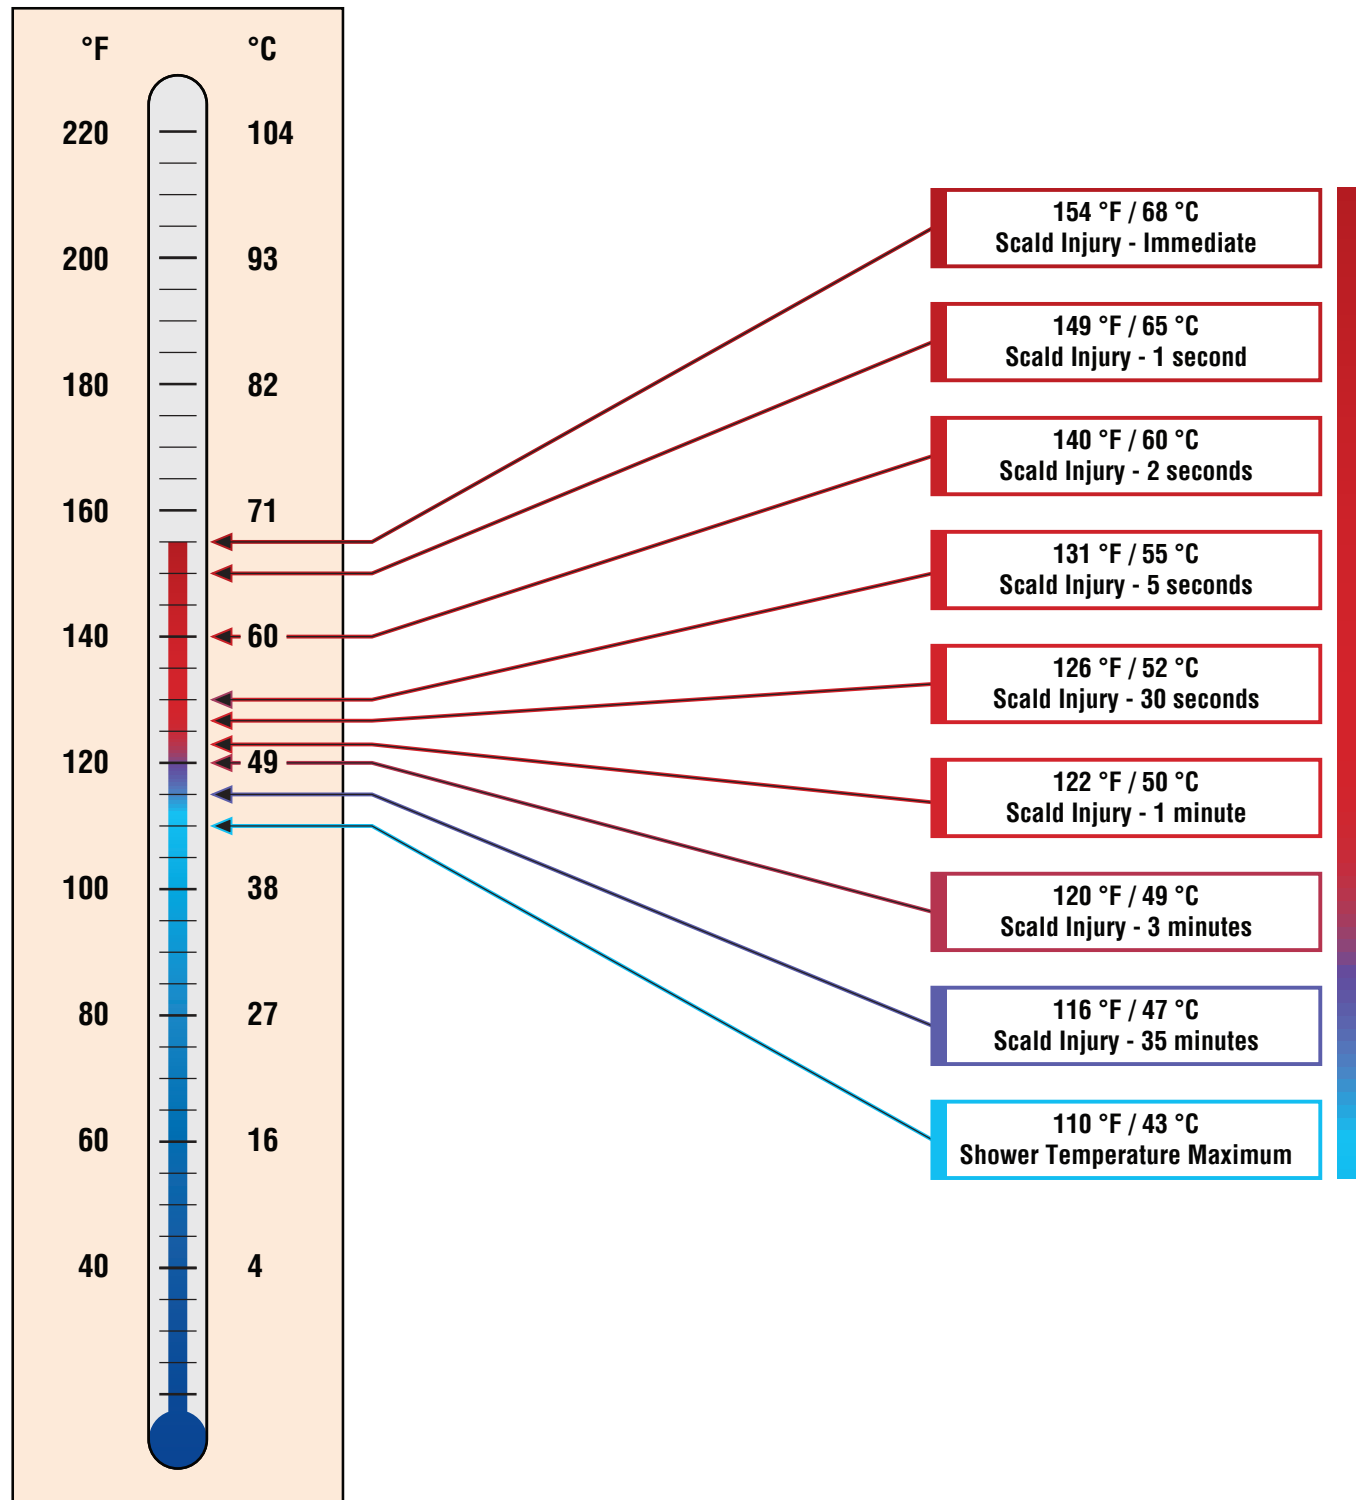 °F °C
220 104
200 93
180 82
160 71
140 60
120 49
100 38
80 27
60 16
40 4
154 °F / 68 °C
Scald Injury - Immediate
149 °F / 65 °C
Scald Injury - 1 second
140 °F / 60 °C
Scald Injury - 2 seconds
131 °F / 55 °C
Scald Injury - 5 seconds
126 °F / 52 °C
Scald Injury - 30 seconds
122 °F / 50 °C
Scald Injury - 1 minute
120 °F / 49 °C
Scald Injury - 3 minutes
116 °F / 47 °C
Scald Injury - 35 minutes
110 °F / 43 °C
Shower Temperature Maximum